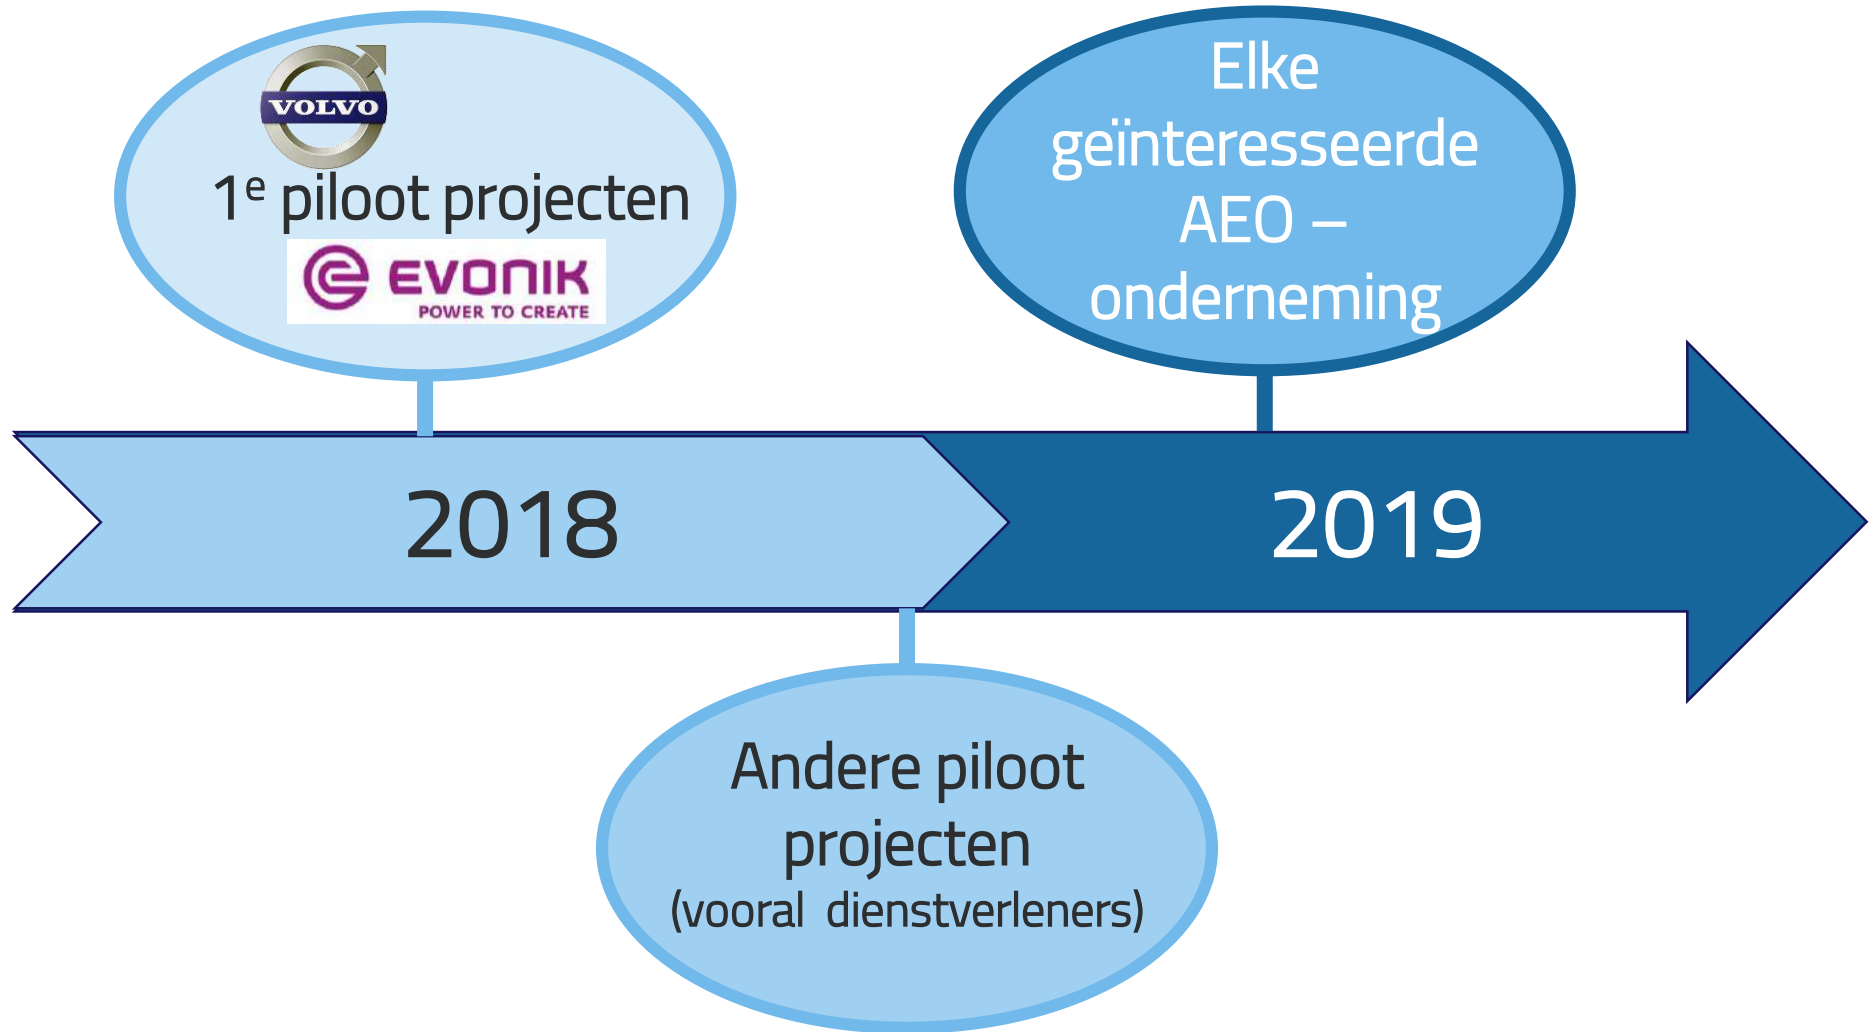 VOLVO
1e piloot projecten
EVONIK
POWER TO CREATE
Elke
geïnteresseerde
AEO –
onderneming
2018
2019
Andere piloot
projecten
(vooral dienstverleners)